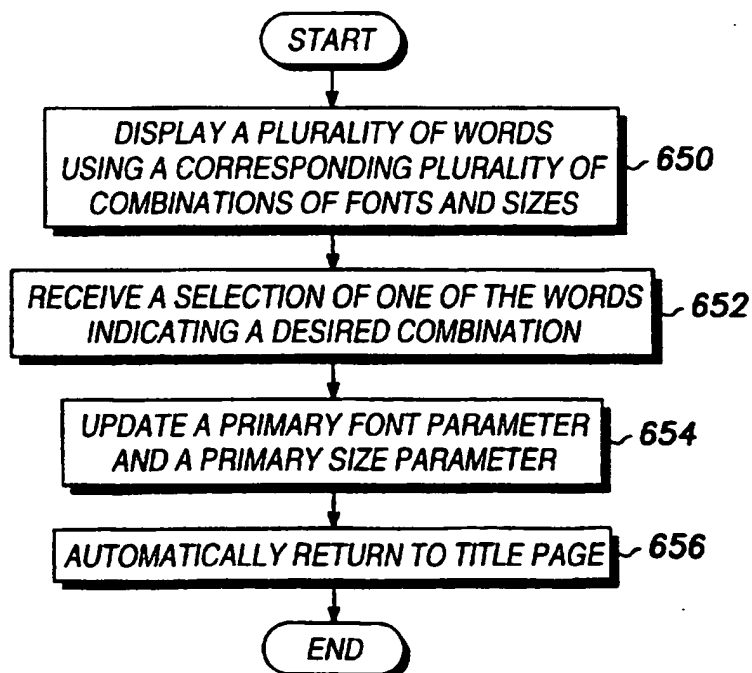 START
DISPLAY A PLURALITY OF WORDS
USING A CORRESPONDING PLURALITY OF
COMBINATIONS OF FONTS AND SIZES
650
RECEIVE A SELECTION OF ONE OF THE WORDS
INDICATING A DESIRED COMBINATION
652
UPDATE A PRIMARY FONT PARAMETER
AND A PRIMARY SIZE PARAMETER
654
AUTOMATICALLY RETURN TO TITLE PAGE
656
END